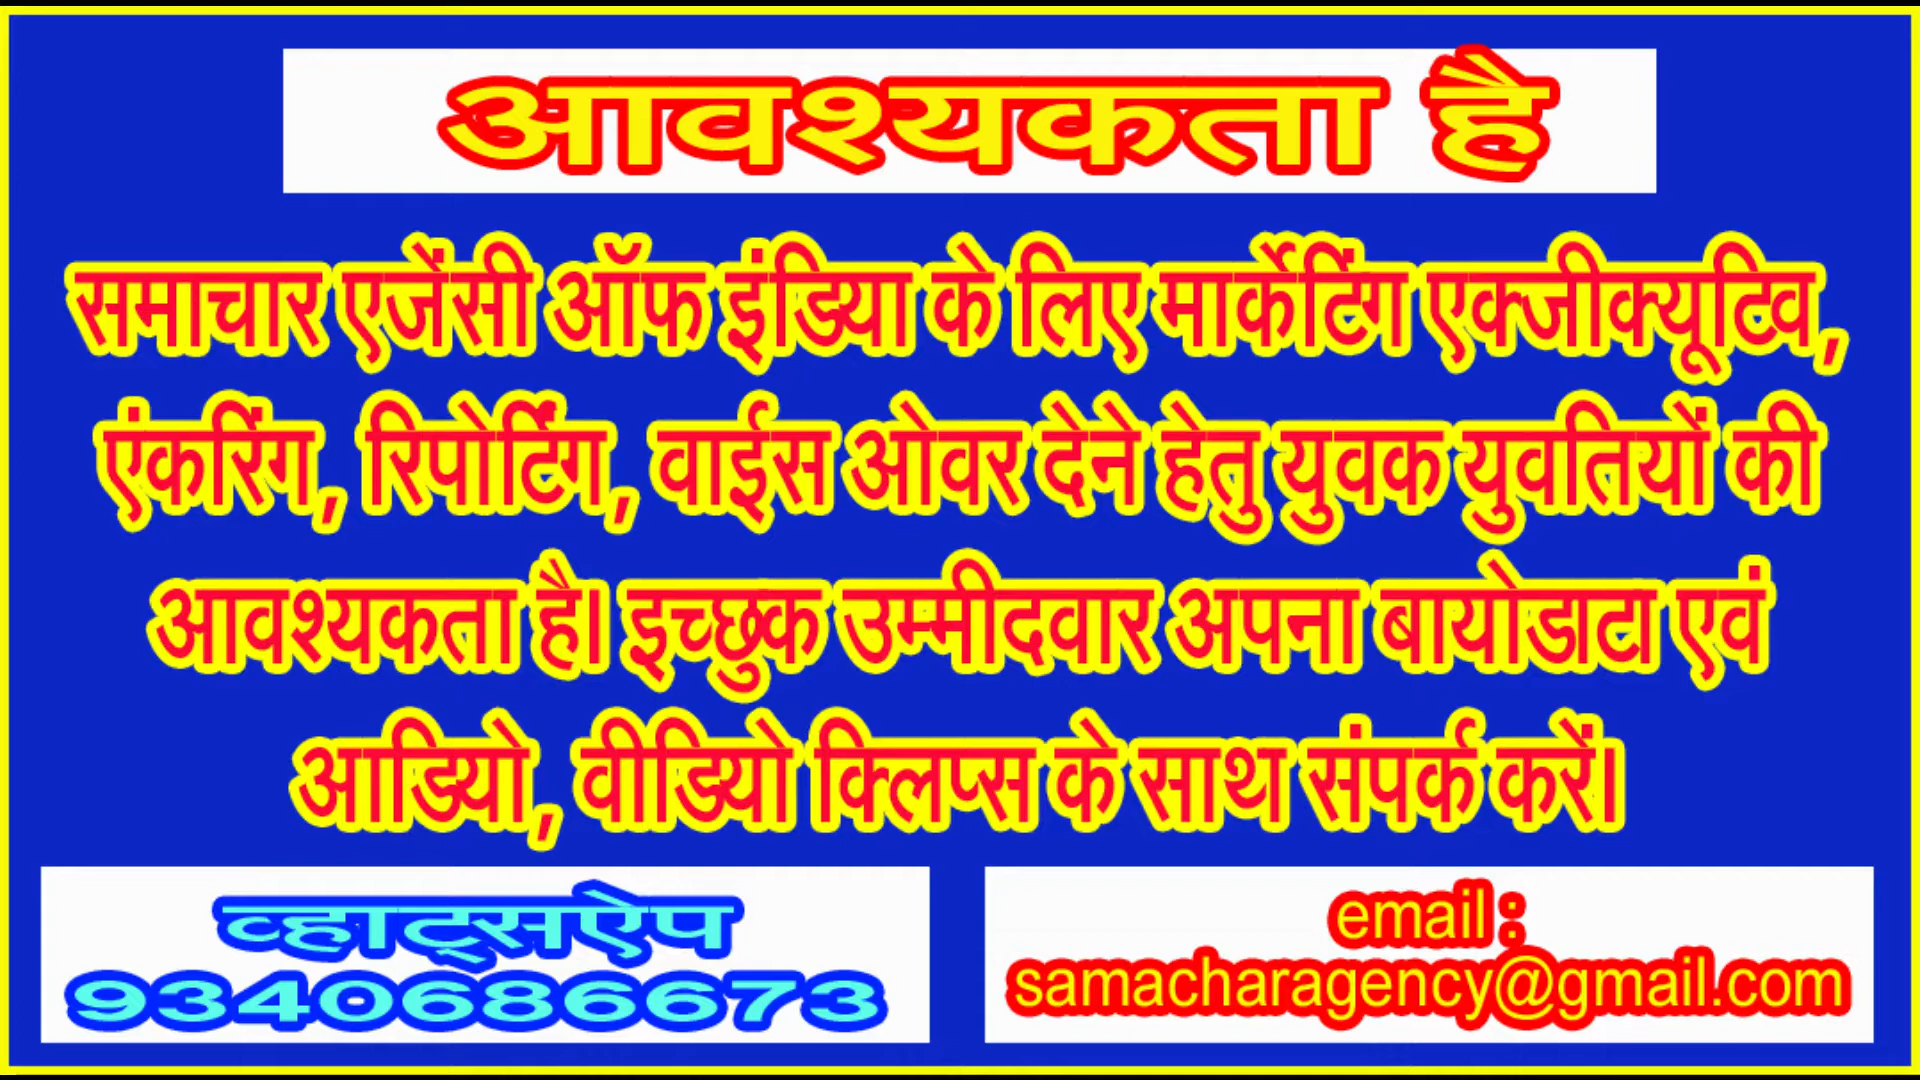 आवश्यकता है
समाचार एजेंसी ऑफ इंडिया के लिए मार्केटिंग एक्जीक्यूटिव,
एंकरिंग, रिपोर्टिंग, वाईस ओवर देने हेतु युवक युवतियों की
आवश्यकता है। इच्छुक उम्मीदवार अपना बायोडाटा एवं
आडियो, वीडियो क्लिप्स के साथ संपर्क करें।
व्हाट्सऐप
9340686673
email :
samacharagency@gmail.com